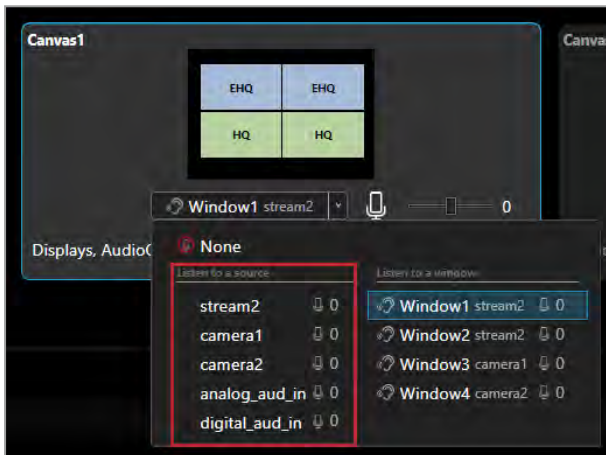 Canvas1
Canva
EHQ EHQ
HQ HQ
Window1 stream2
0
Displays, Audio
None
Listen to a source
stream2 0
camera1 0
camera2 0
analog_aud_in 0
digital_aud_in 0
Listen to a window
Window1 stream2 0
Window2 stream2 0
Window3 camera1 0
Window4 camera2 0